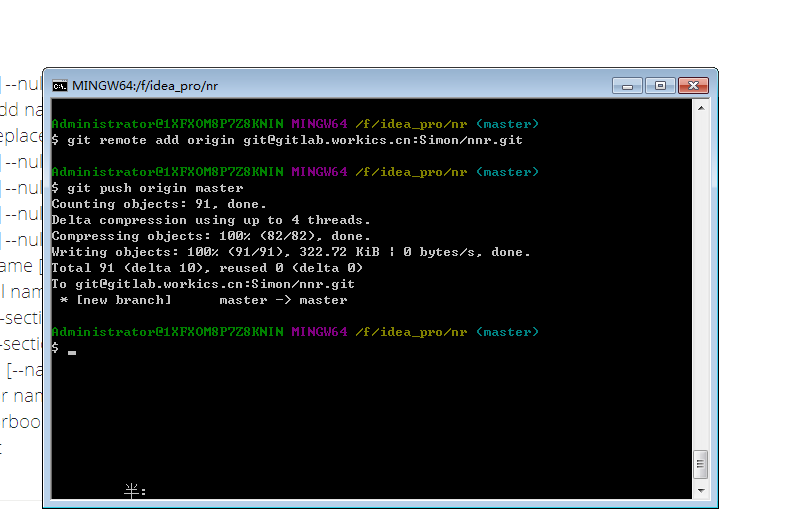 MINGW64:/f/idea_pro/nr
] --nul
dd na
eplace
] --nul
] --nul
] --nul
] --nul
ame [
l nam
-secti
-sectio
[--na
r nam
rboo
t
Administrator@1XFXOM8P7Z8KNIN MINGW64 /f/idea_pro/nr (master)
$ git remote add origin git@gitlab.workics.cn:Simon/nnr.git
Administrator@1XFXOM8P7Z8KNIN MINGW64 /f/idea_pro/nr (master)
$ git push origin master
Counting objects: 91, done.
Delta compression using up to 4 threads.
Compressing objects: 100% (82/82), done.
Writing objects: 100% (91/91), 322.72 KiB | 0 bytes/s, done.
Total 91 (delta 10), reused 0 (delta 0)
To git@gitlab.workics.cn:Simon/nnr.git
* [new branch]      master -> master
Administrator@1XFXOM8P7Z8KNIN MINGW64 /f/idea_pro/nr (master)
$
半: